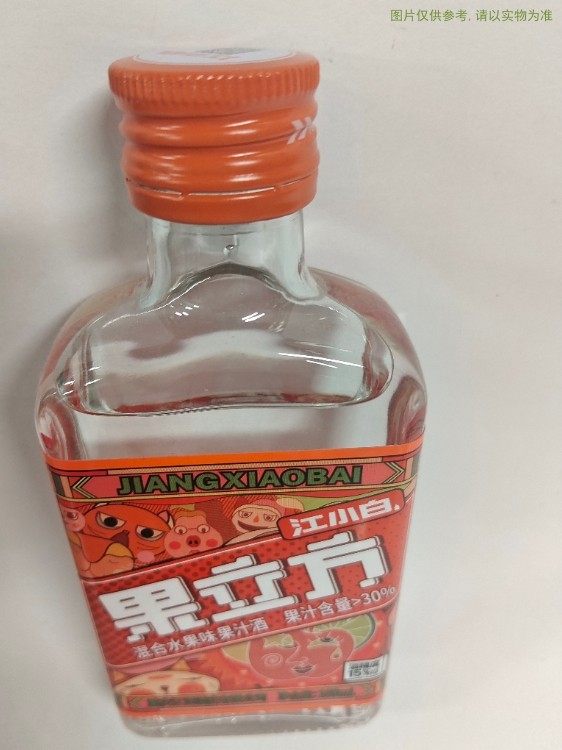 图片仅供参考, 请以实物为准
JIANGXIAOBAI
江小白
果立方
混合水果味果汁酒 果汁含量>30%